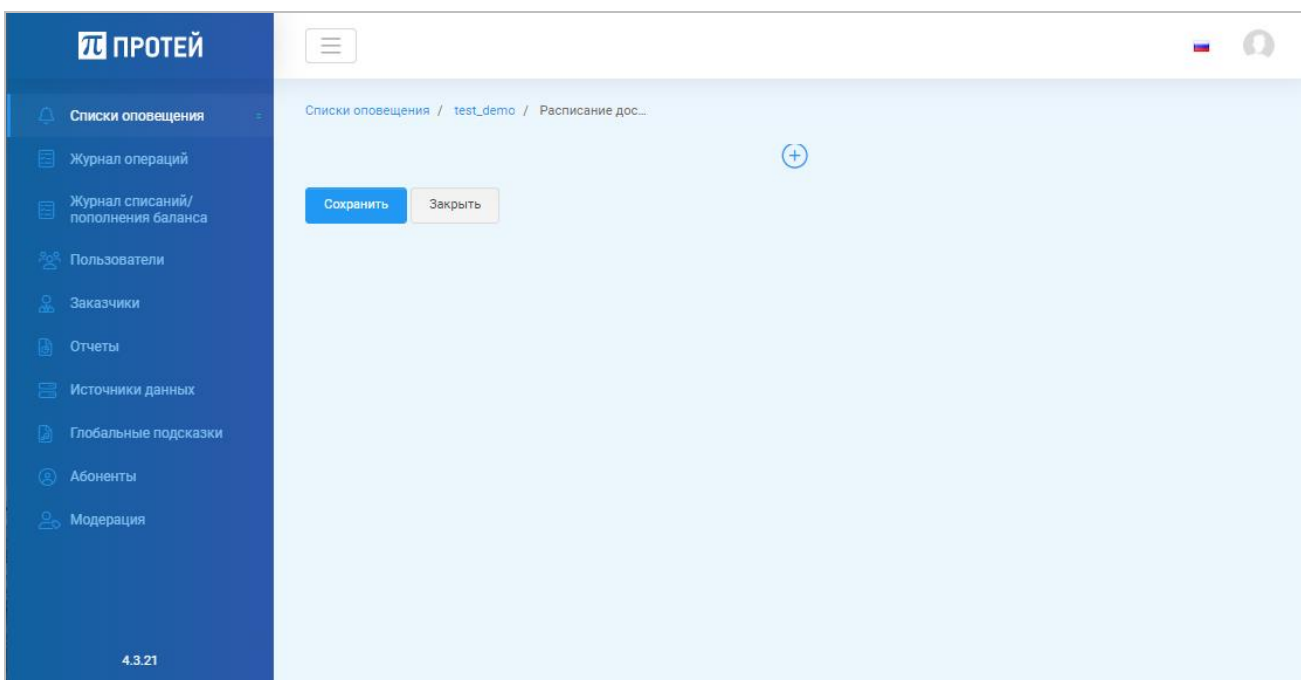 ПРОТЕЙ
Списки оповещения / test_demo / Расписание дос...
Сохранить
Закрыть
Списки оповещения
Журнал операций
Журнал списаний/
пополнения баланса
Пользователи
Заказчики
Отчеты
Источники данных
Глобальные подсказки
Абоненты
Модерация
4.3.21